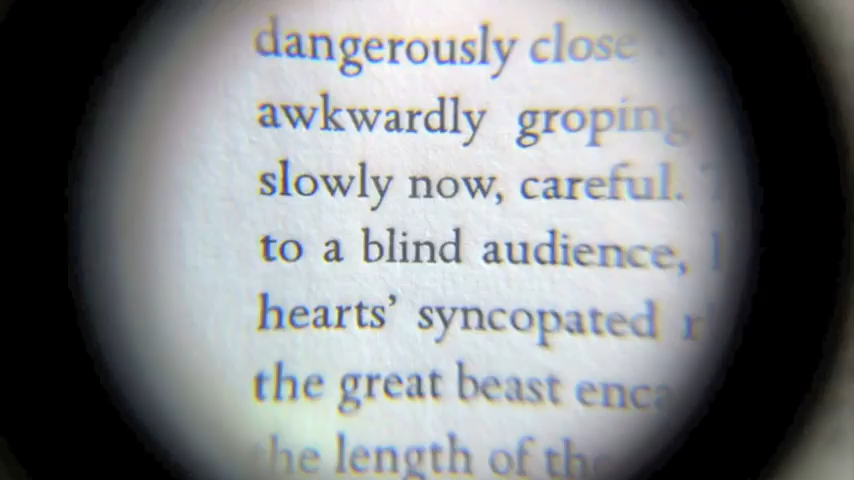 dangerously close
awkwardly groping
slowly now, careful.
to a blind audience,
hearts’ syncopated
the great beast
the length of